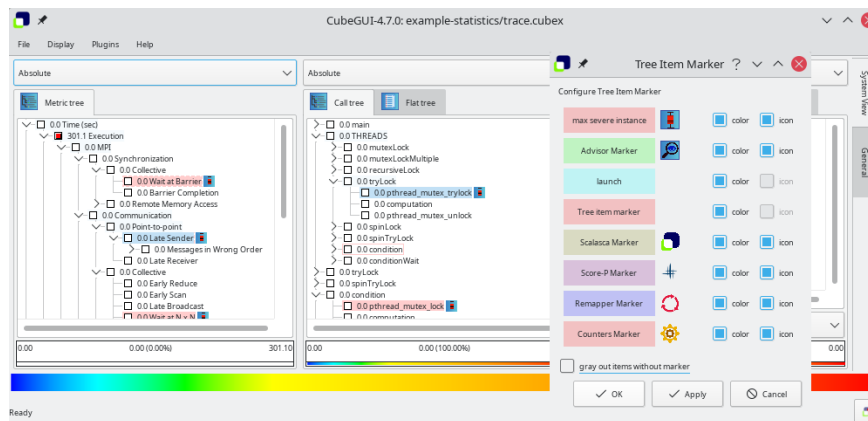 CubeGUI-4.7.0: example-statistics/trace.cubex
File Display Plugins Help
Absolute
Metric tree
0.0 Time (sec)
301.1 Execution
0.0 MPI
0.0 Synchronization
0.0 Collective
0.0 Wait at Barrier
0.0 Barrier Completion
0.0 Remote Memory Access
0.0 Communication
0.0 Point-to-point
0.0 Late Sender
0.0 Messages in Wrong Order
0.0 Late Receiver
0.0 Collective
0.0 Early Reduce
0.0 Early Scan
0.0 Late Broadcast
0.0 Wait at N x N
0.00 0.00 (0.00%) 301.10
Absolute
Call tree Flat tree
0.0 main
0.0 THREADS
0.0 mutexLock
0.0 mutexLockMultiple
0.0 recursiveLock
0.0 tryLock
0.0 pthread_mutex_trylock
0.0 computation
0.0 pthread_mutex_unlock
0.0 spinLock
0.0 spinTryLock
0.0 condition
0.0 conditionWait
0.0 tryLock
0.0 spinTryLock
0.0 condition
0.0 pthread_mutex_lock
0.0 computation
0.00 0.00 (100.00%)
0.00
System View
General
Tree Item Marker
Configure Tree Item Marker
max severe instance color icon
Advisor Marker color icon
launch color icon
Tree item marker color icon
Scalasca Marker color icon
Score-P Marker color icon
Remapper Marker color icon
Counters Marker color icon
gray out items without marker
OK Apply Cancel
Ready